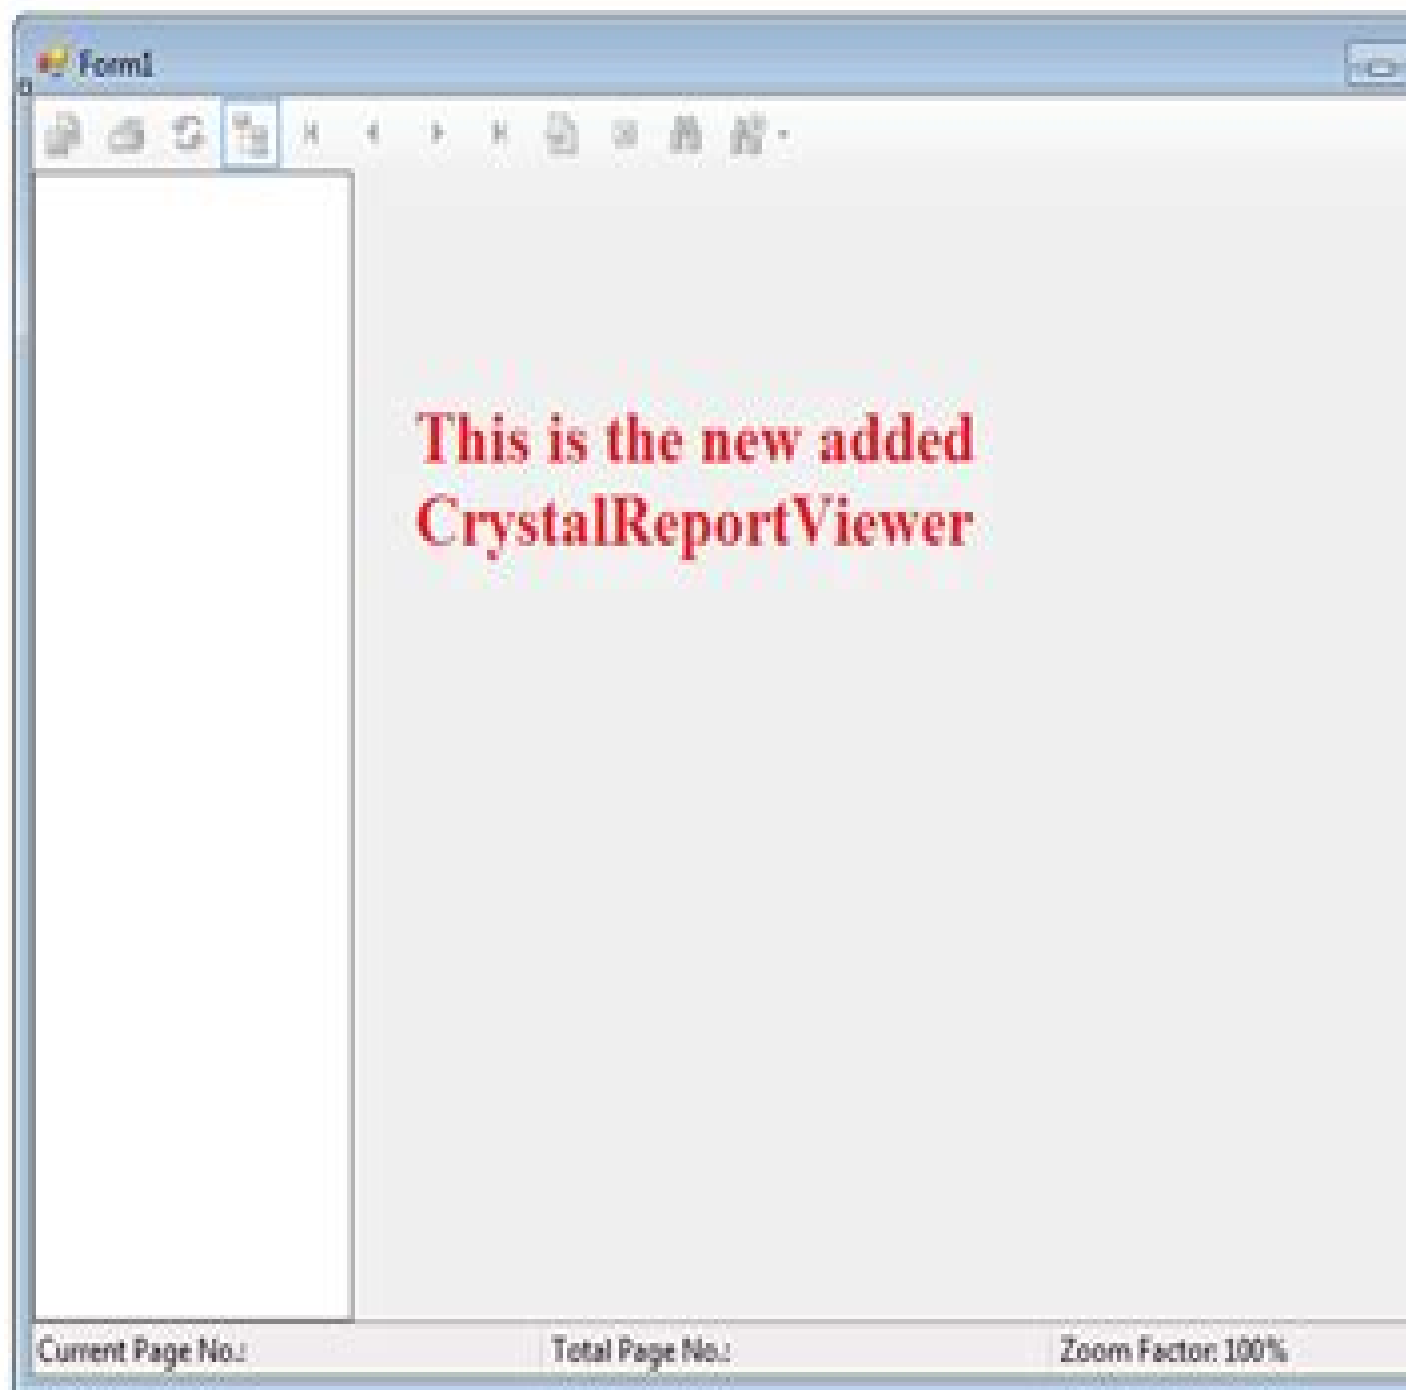 Form1
This is the new added
CrystalReportViewer
Current Page No.:
Total Page No.:
Zoom Factor: 100%